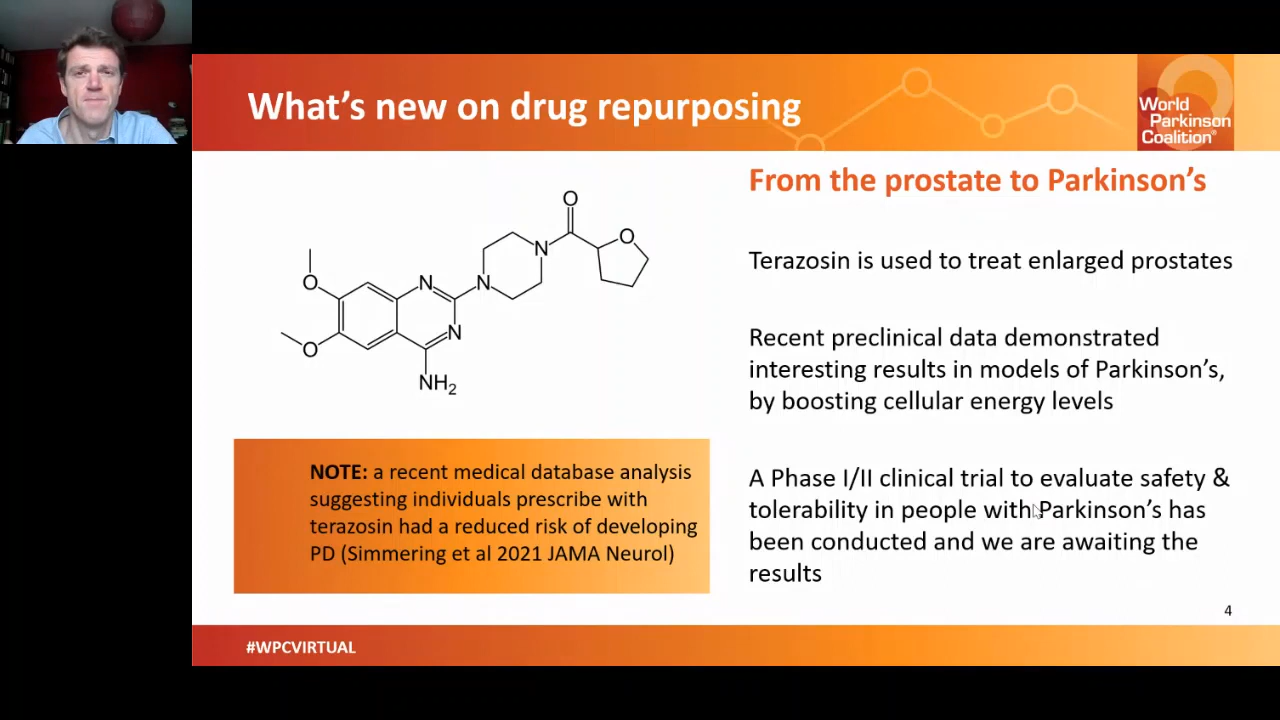 What's new on drug repurposing
World
Parkinson
Coalition®
From the prostate to Parkinson's
O
O
N
O
N
N
O
N
NH2
Terazosin is used to treat enlarged prostates
Recent preclinical data demonstrated
interesting results in models of Parkinson's,
by boosting cellular energy levels
NOTE: a recent medical database analysis
suggesting individuals prescribe with
terazosin had a reduced risk of developing
PD (Simmering et al 2021 JAMA Neurol)
A Phase I/II clinical trial to evaluate safety &
tolerability in people with Parkinson's has
been conducted and we are awaiting the
results
4
#WPCVIRTUAL